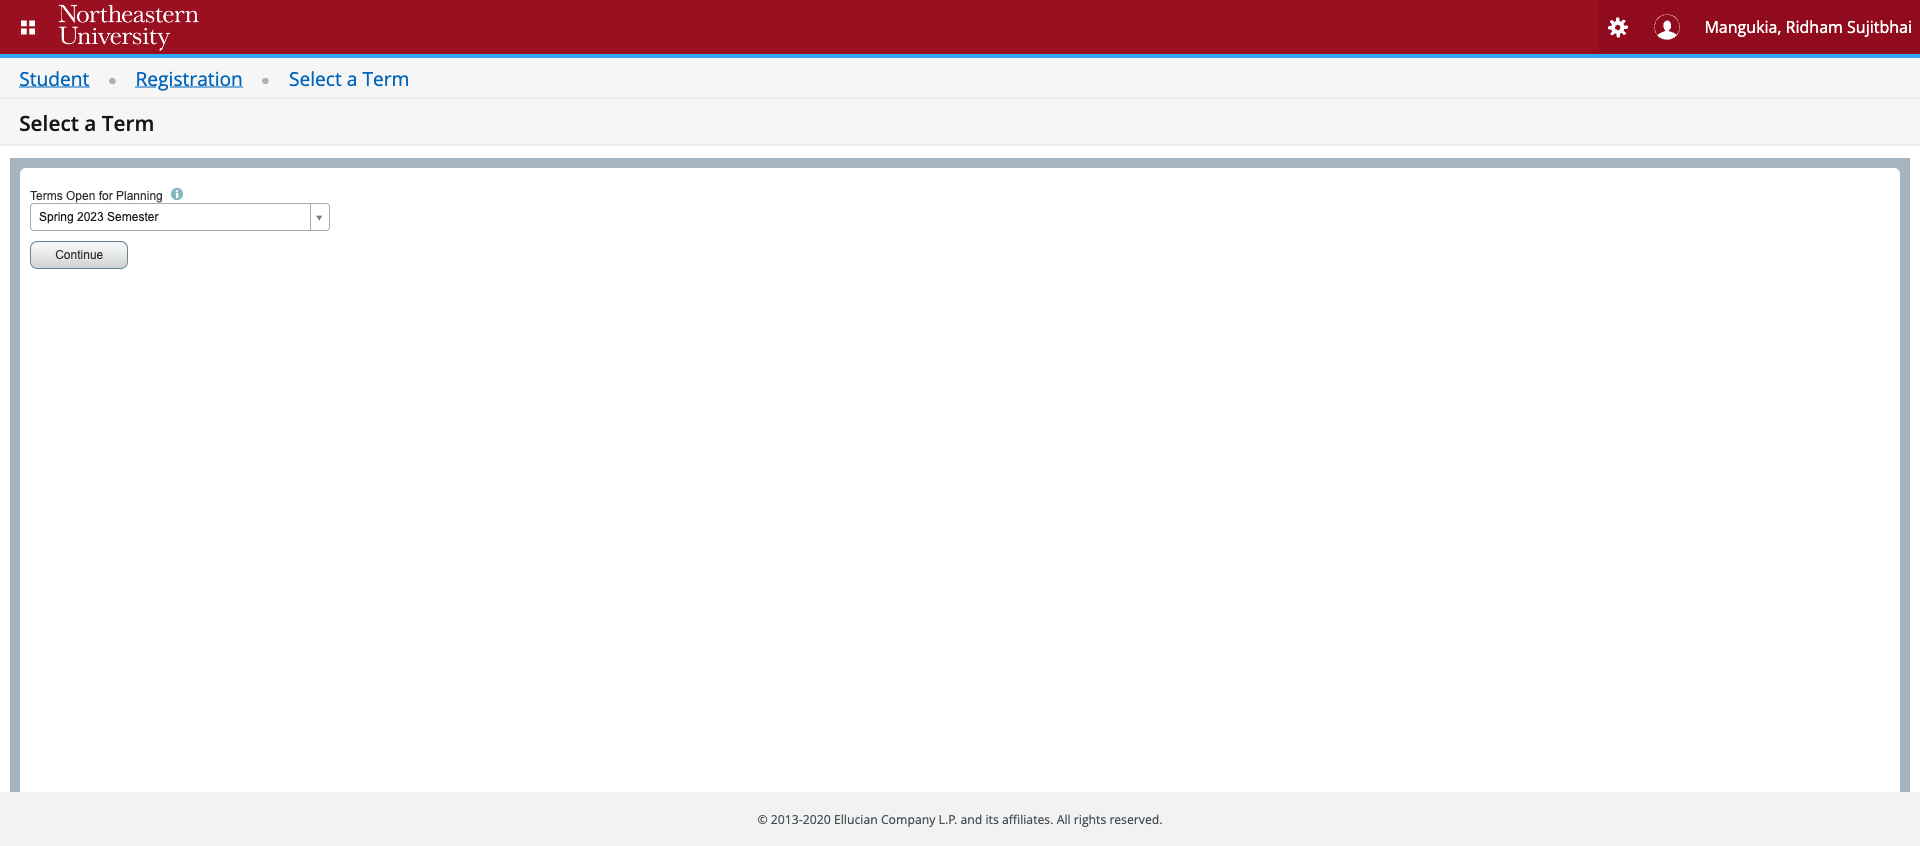 Northeastern
University
Mangukia, Ridham Sujitbhai
Student • Registration • Select a Term
Select a Term
Terms Open for Planning
Spring 2023 Semester
Continue
© 2013-2020 Ellucian Company L.P. and its affiliates. All rights reserved.